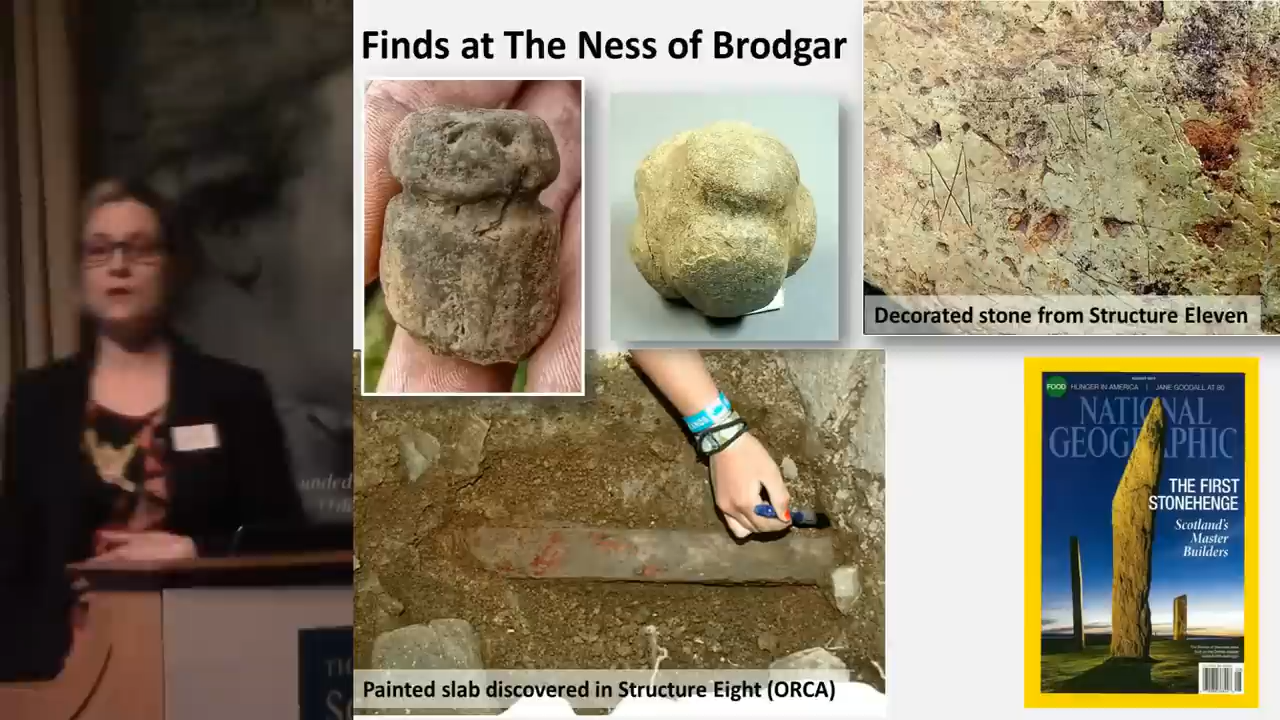 Finds at The Ness of Brodgar
Decorated stone from Structure Eleven
FOOD HUNGER IN AMERICA | JANE GOODALL AT 80
NATIONAL
GEOGRAPHIC
THE FIRST
STONEHENGE
Scotland's
Master
Builders
Painted slab discovered in Structure Eight (ORCA)